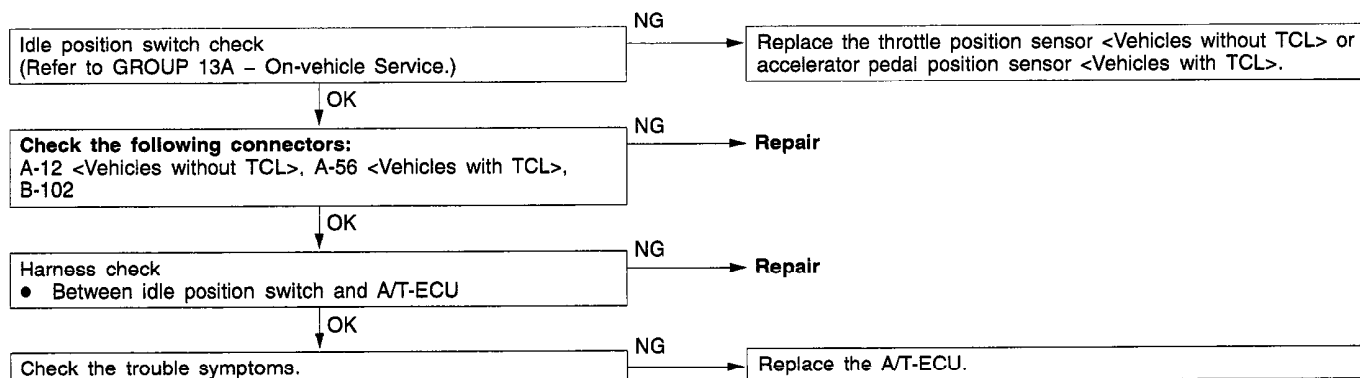 Idle position switch check
(Refer to GROUP 13A – On-vehicle Service.)
NG
Replace the throttle position sensor <Vehicles without TCL> or
accelerator pedal position sensor <Vehicles with TCL>.
OK
Check the following connectors:
A-12 <Vehicles without TCL>, A-56 <Vehicles with TCL>,
B-102
NG
Repair
OK
Harness check
● Between idle position switch and A/T-ECU
NG
Repair
OK
Check the trouble symptoms.
NG
Replace the A/T-ECU.